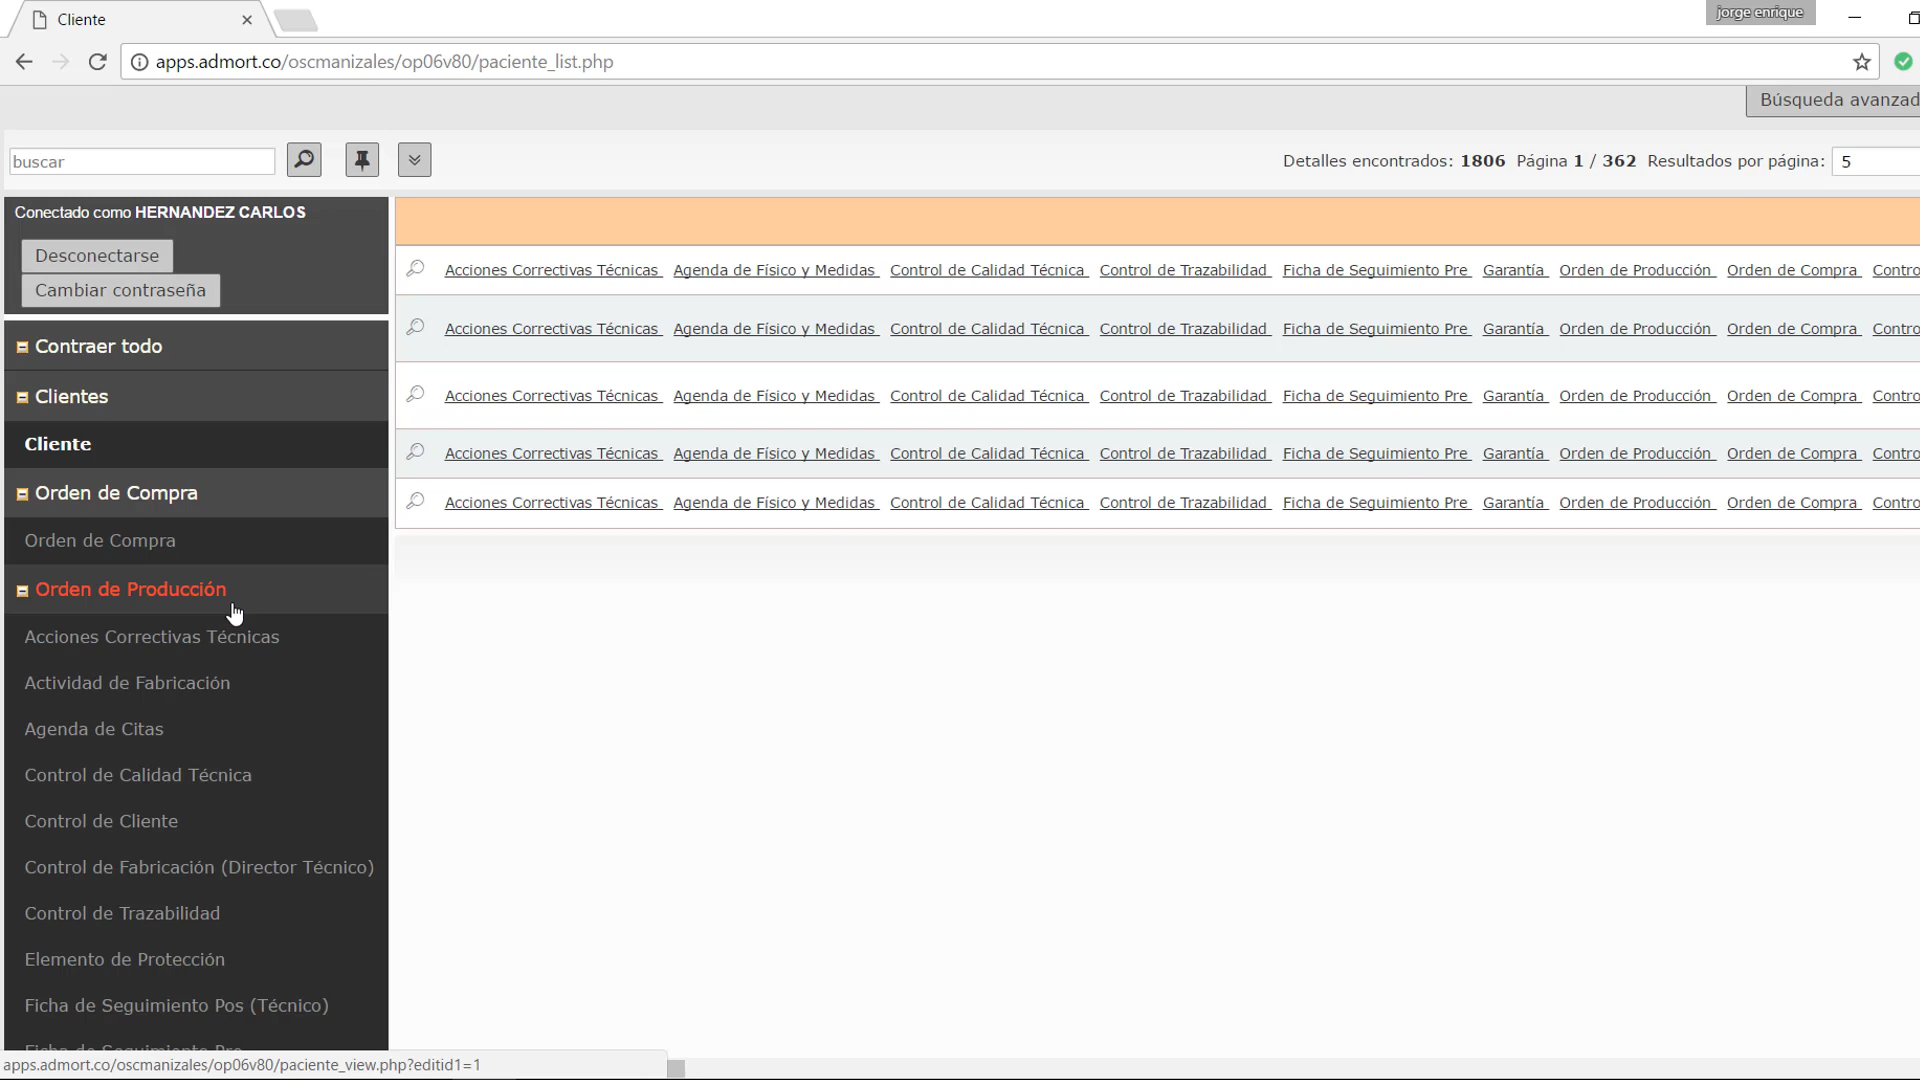 Cliente
jorge enrique
apps.admort.co/oscmanizales/op06v80/paciente_list.php
Búsqueda avanzad
buscar
Detalles encontrados: 1806 Página 1 / 362 Resultados por página: 5
Conectado como HERNANDEZ CARLOS
Desconectarse
Cambiar contraseña
Contraer todo
Clientes
Cliente
Orden de Compra
Orden de Compra
Orden de Producción
Acciones Correctivas Técnicas
Actividad de Fabricación
Agenda de Citas
Control de Calidad Técnica
Control de Cliente
Control de Fabricación (Director Técnico)
Control de Trazabilidad
Elemento de Protección
Ficha de Seguimiento Pos (Técnico)
Ficha de Seguimiento Pre
Acciones Correctivas Técnicas Agenda de Físico y Medidas Control de Calidad Técnica Control de Trazabilidad Ficha de Seguimiento Pre Garantía Orden de Producción Orden de Compra Contro
Acciones Correctivas Técnicas Agenda de Físico y Medidas Control de Calidad Técnica Control de Trazabilidad Ficha de Seguimiento Pre Garantía Orden de Producción Orden de Compra Contro
Acciones Correctivas Técnicas Agenda de Físico y Medidas Control de Calidad Técnica Control de Trazabilidad Ficha de Seguimiento Pre Garantía Orden de Producción Orden de Compra Contro
Acciones Correctivas Técnicas Agenda de Físico y Medidas Control de Calidad Técnica Control de Trazabilidad Ficha de Seguimiento Pre Garantía Orden de Producción Orden de Compra Contro
Acciones Correctivas Técnicas Agenda de Físico y Medidas Control de Calidad Técnica Control de Trazabilidad Ficha de Seguimiento Pre Garantía Orden de Producción Orden de Compra Contro
apps.admort.co/oscmanizales/op06v80/paciente_view.php?editid1=1